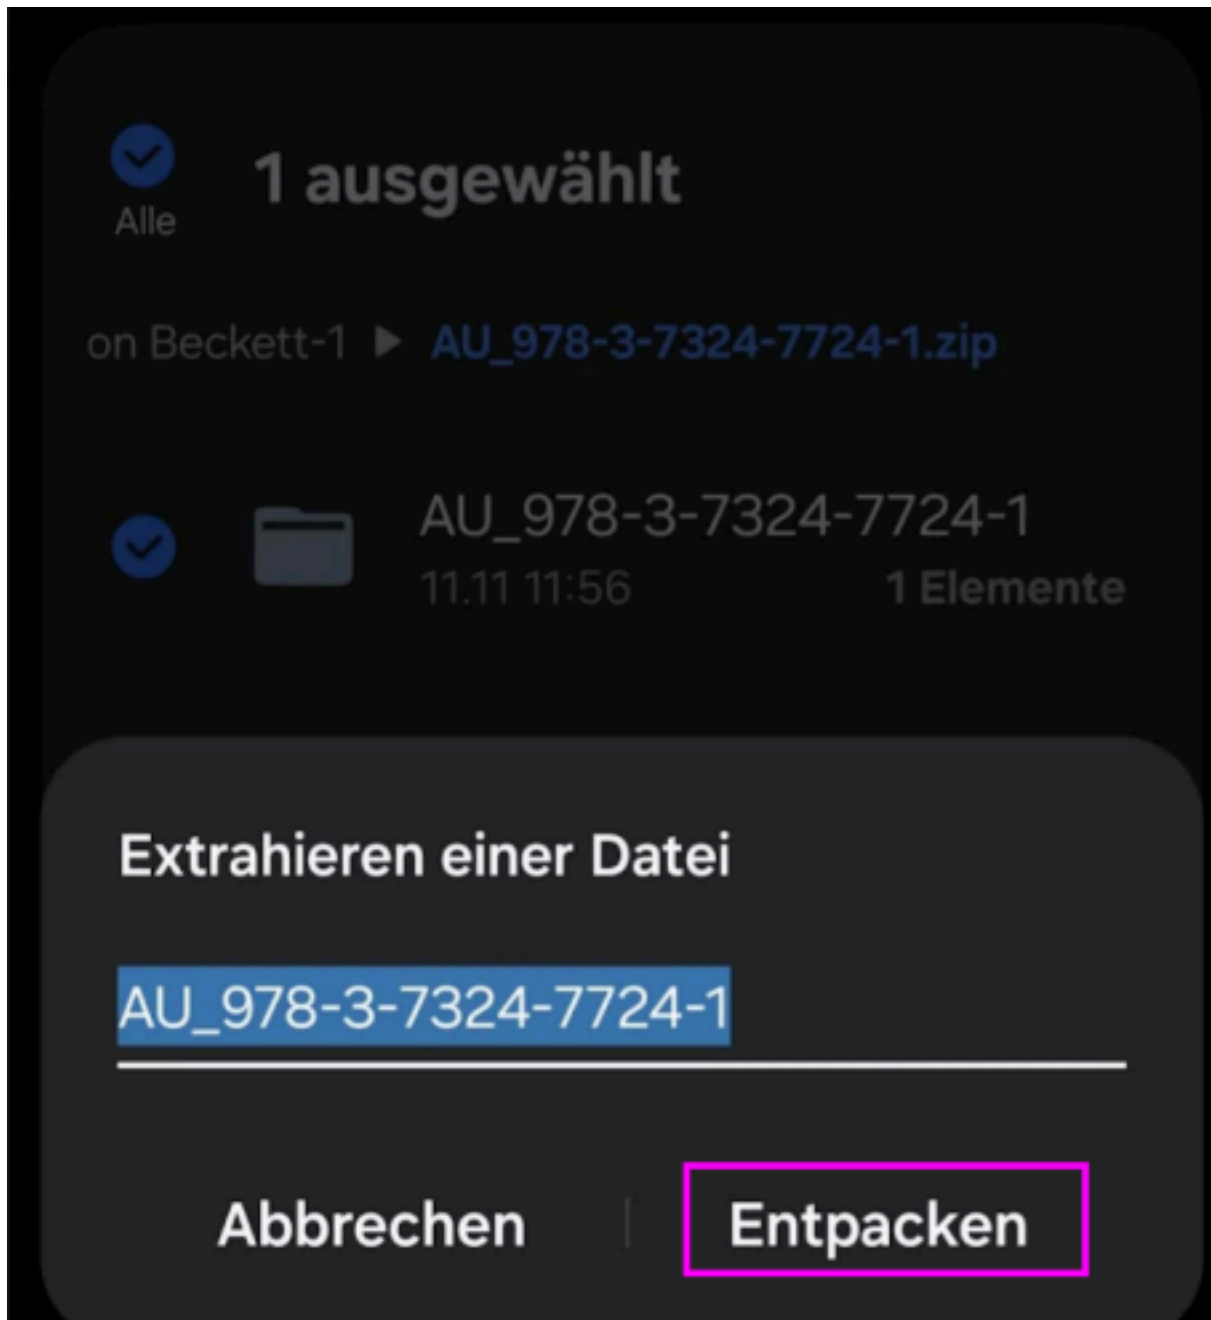 1 ausgewählt
Alle
on Beckett-1 ▶ AU_978-3-7324-7724-1.zip
AU_978-3-7324-7724-1
11.11 11:56 1 Elemente
Extrahieren einer Datei
AU_978-3-7324-7724-1
Abbrechen | Entpacken